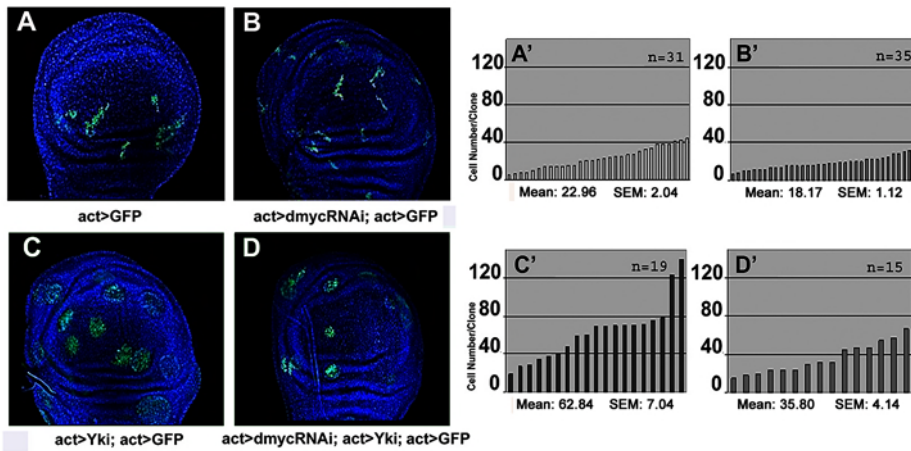 A
B
act>GFP
act>dmycRNAi; act>GFP
C
D
act>Yki; act>GFP
act>dmycRNAi; act>Yki; act>GFP
A'
n=31
120
80
40
0
Cell Number/Clone
Mean: 22.96 SEM: 2.04
B'
n=35
120
80
40
0
Mean: 18.17 SEM: 1.12
C'
n=19
120
80
40
0
Cell Number/Clone
Mean: 62.84 SEM: 7.04
D'
n=15
120
80
40
0
Mean: 35.80 SEM: 4.14